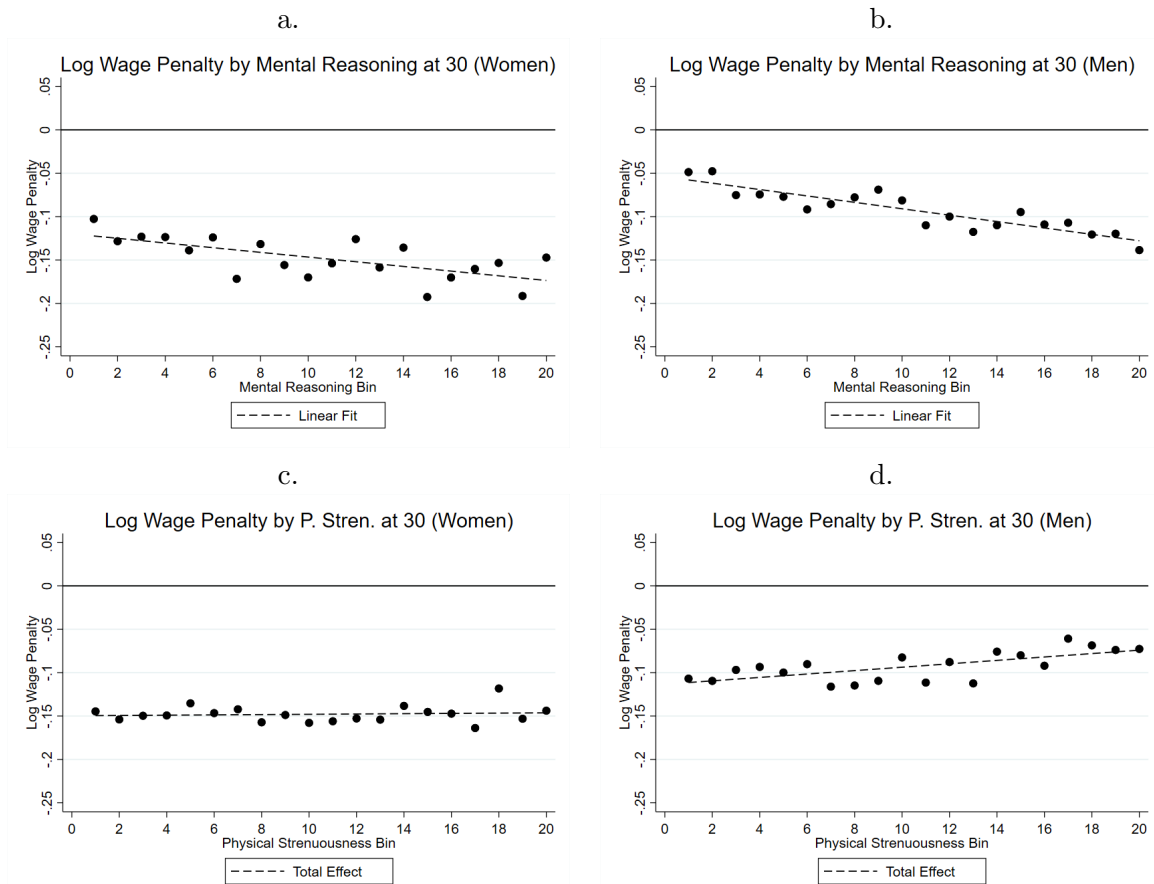 a.
Log Wage Penalty by Mental Reasoning at 30 (Women)
Log Wage Penalty
.05
0
-.05
-.1
-.15
-.2
-.25
0 2 4 6 8 10 12 14 16 18 20
Mental Reasoning Bin
Linear Fit
b.
Log Wage Penalty by Mental Reasoning at 30 (Men)
Log Wage Penalty
.05
0
-.05
-.1
-.15
-.2
-.25
0 2 4 6 8 10 12 14 16 18 20
Mental Reasoning Bin
Linear Fit
c.
Log Wage Penalty by P. Stren. at 30 (Women)
Log Wage Penalty
.05
0
-.05
-.1
-.15
-.2
-.25
0 2 4 6 8 10 12 14 16 18 20
Physical Strenuousness Bin
Total Effect
d.
Log Wage Penalty by P. Stren. at 30 (Men)
Log Wage Penalty
.05
0
-.05
-.1
-.15
-.2
-.25
0 2 4 6 8 10 12 14 16 18 20
Physical Strenuousness Bin
Total Effect